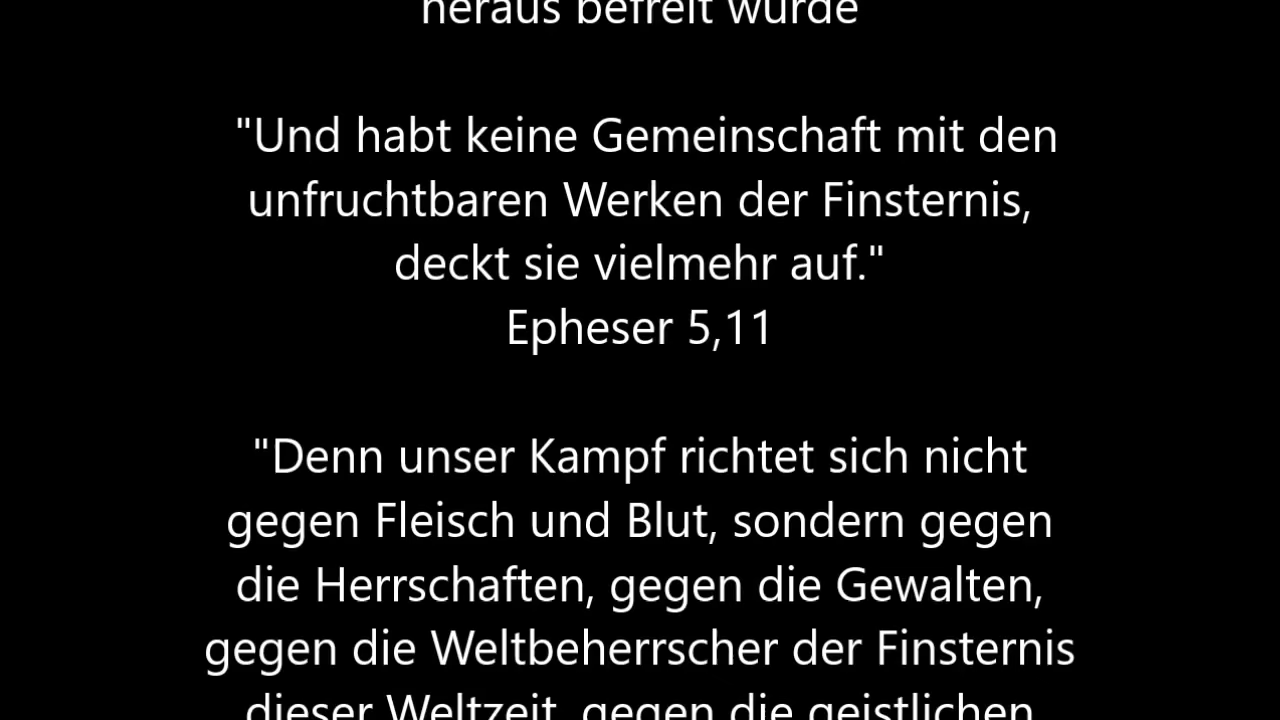 heraus befreit wurde
"Und habt keine Gemeinschaft mit den
unfruchtbaren Werken der Finsternis,
deckt sie vielmehr auf."
Epheser 5,11
"Denn unser Kampf richtet sich nicht
gegen Fleisch und Blut, sondern gegen
die Herrschaften, gegen die Gewalten,
gegen die Weltbeherrscher der Finsternis
dieser Weltzeit, gegen die geistlichen